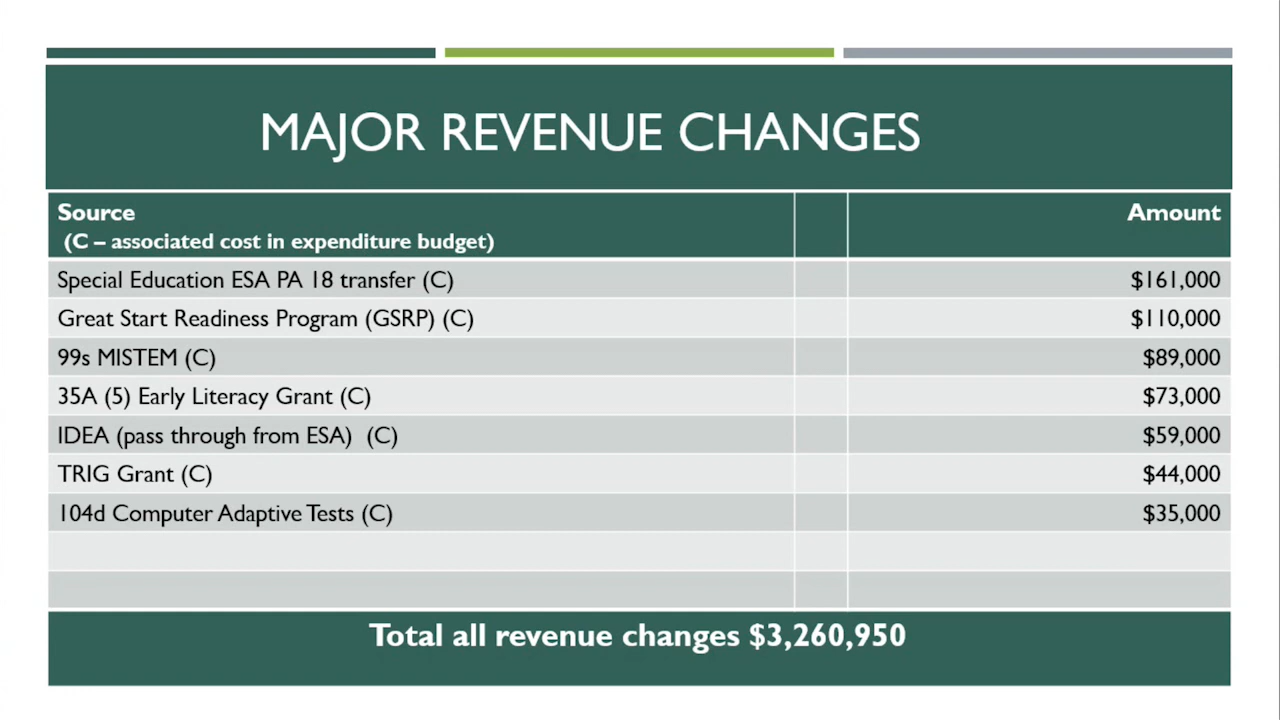 MAJOR REVENUE CHANGES
Source Amount
(C – associated cost in expenditure budget)
Special Education ESA PA 18 transfer (C) $161,000
Great Start Readiness Program (GSRP) (C) $110,000
99s MISTEM (C) $89,000
35A (5) Early Literacy Grant (C) $73,000
IDEA (pass through from ESA) (C) $59,000
TRIG Grant (C) $44,000
104d Computer Adaptive Tests (C) $35,000
Total all revenue changes $3,260,950